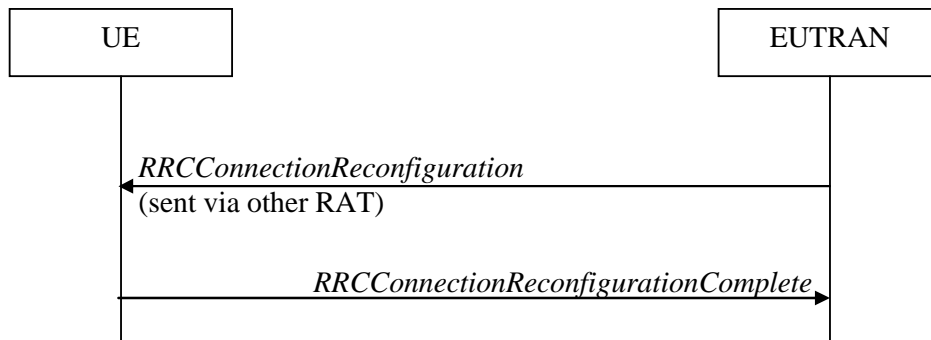 UE
EUTRAN
RRCConnectionReconfiguration
(sent via other RAT)
RRCConnectionReconfigurationComplete